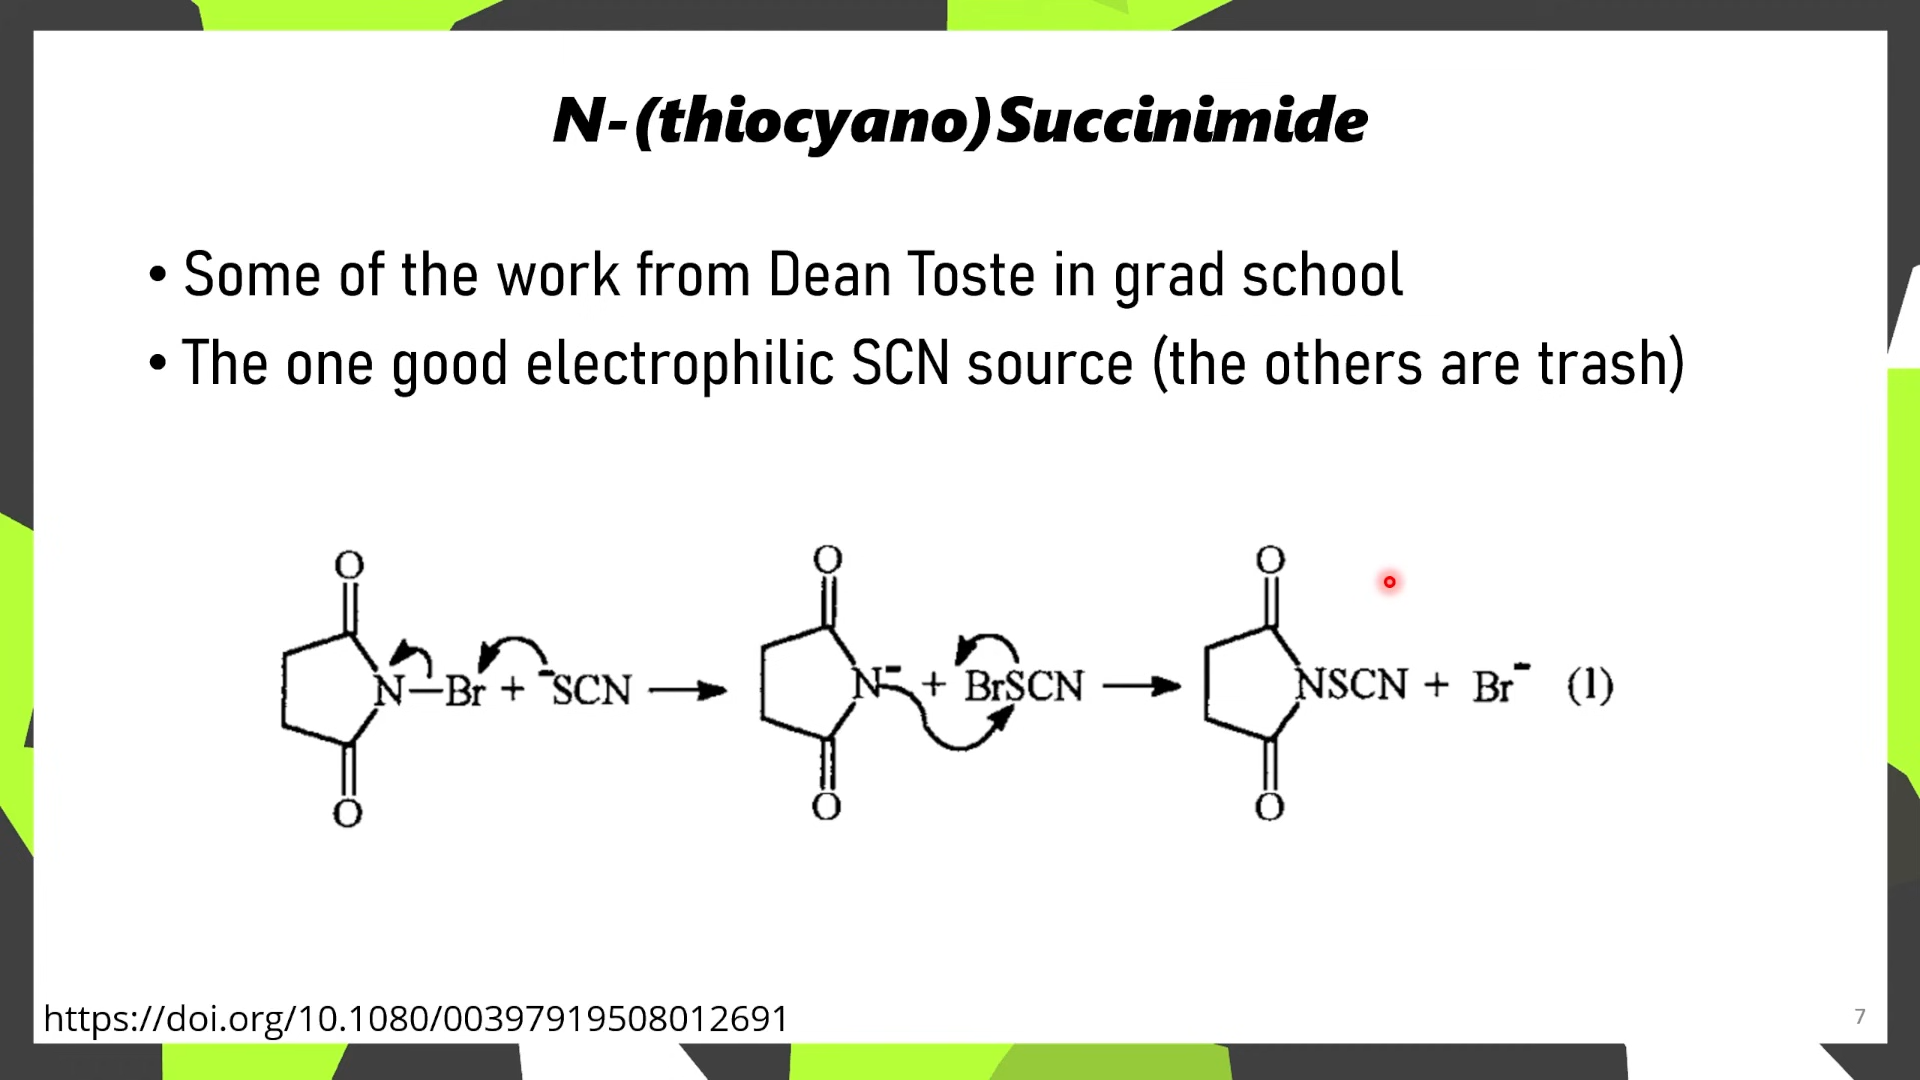 N-(thiocyano)Succinimide
• Some of the work from Dean Toste in grad school
• The one good electrophilic SCN source (the others are trash)
O O O
N—Br + ⁻SCN N⁻ + BrSCN NSCN + Br⁻ (1)
O O O
https://doi.org/10.1080/00397919508012691
7